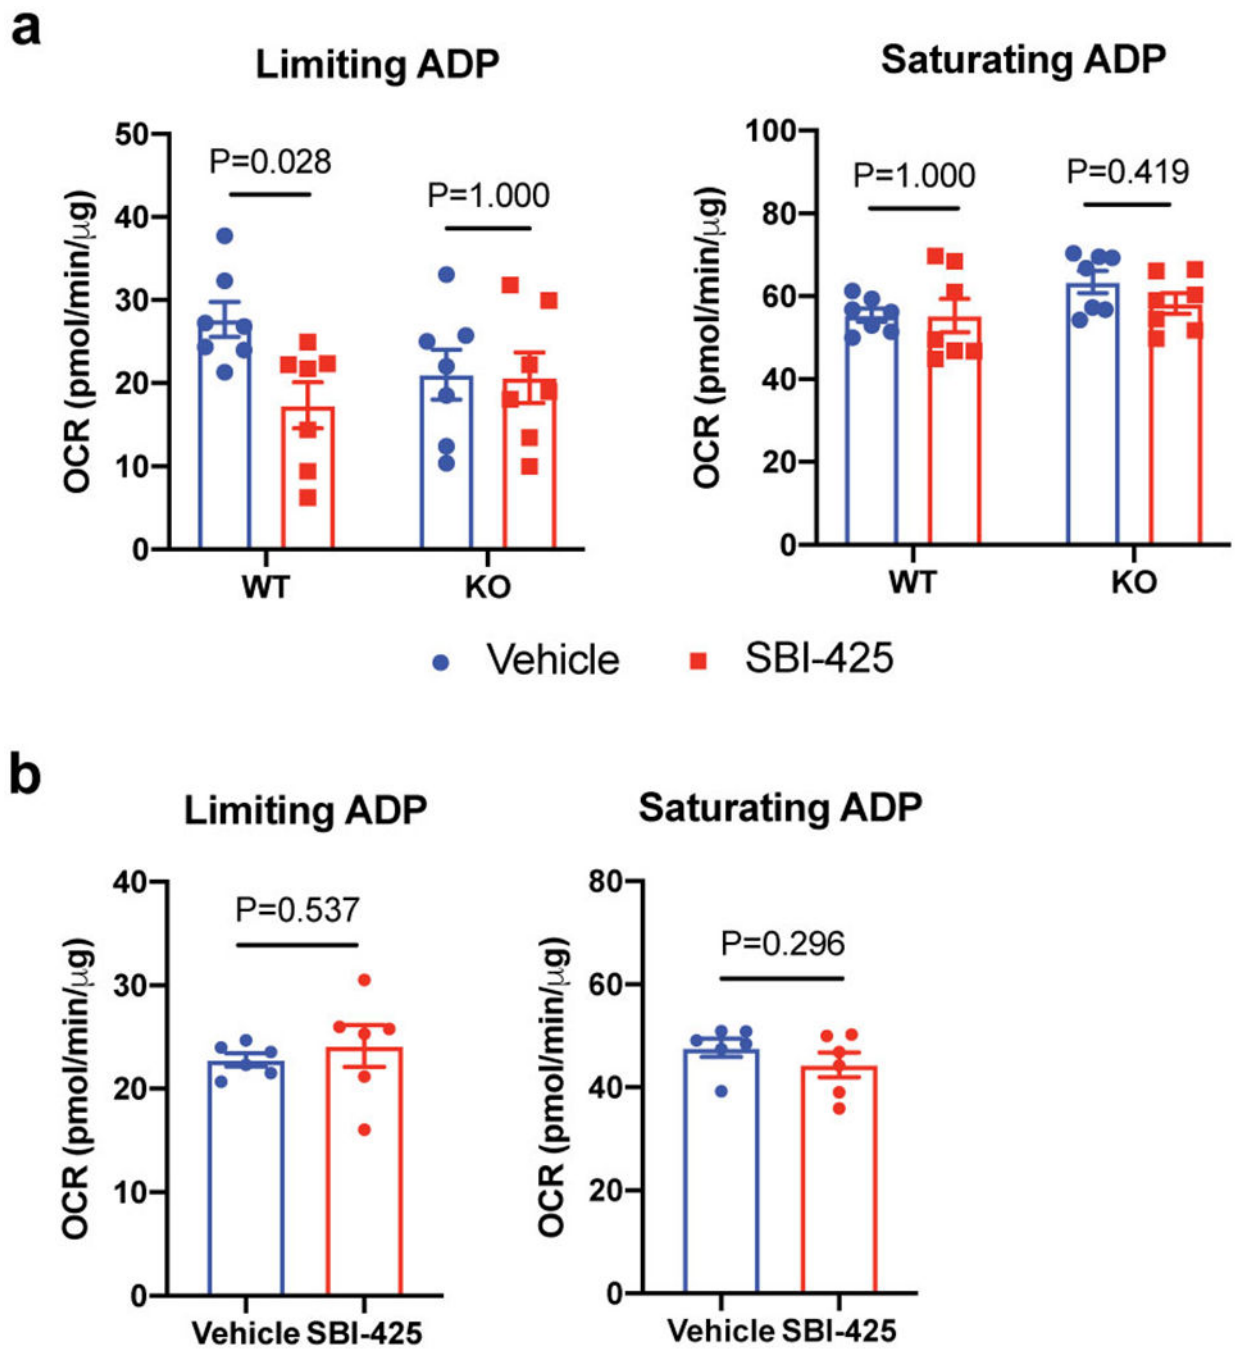 a
Limiting ADP
Saturating ADP
50
40
30
20
10
0
OCR (pmol/min/µg)
P=0.028
P=1.000
WT
KO
100
80
60
40
20
0
OCR (pmol/min/µg)
P=1.000
P=0.419
WT
KO
Vehicle
SBI-425
b
Limiting ADP
Saturating ADP
40
30
20
10
0
OCR (pmol/min/µg)
P=0.537
Vehicle SBI-425
80
60
40
20
0
OCR (pmol/min/µg)
P=0.296
Vehicle SBI-425